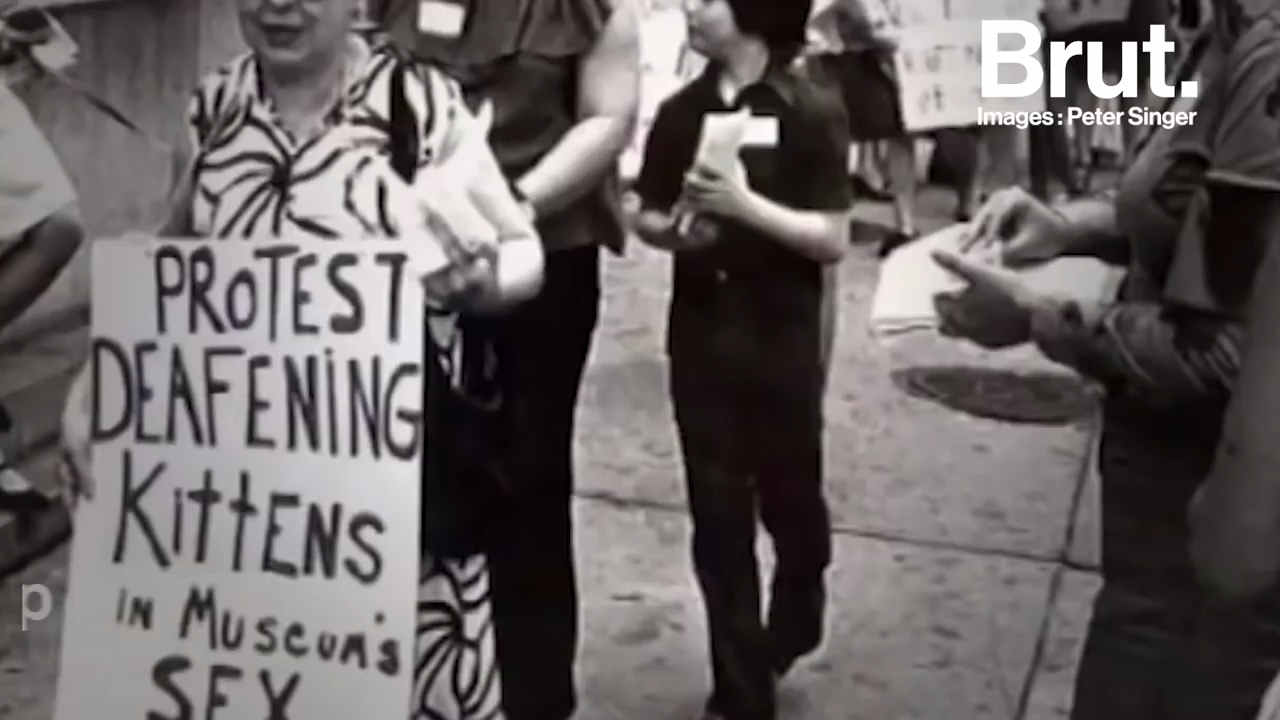 Brut.
Images : Peter Singer
PROTEST
DEAFENING
KittENS
iN MUSEUM'S
SEX
p